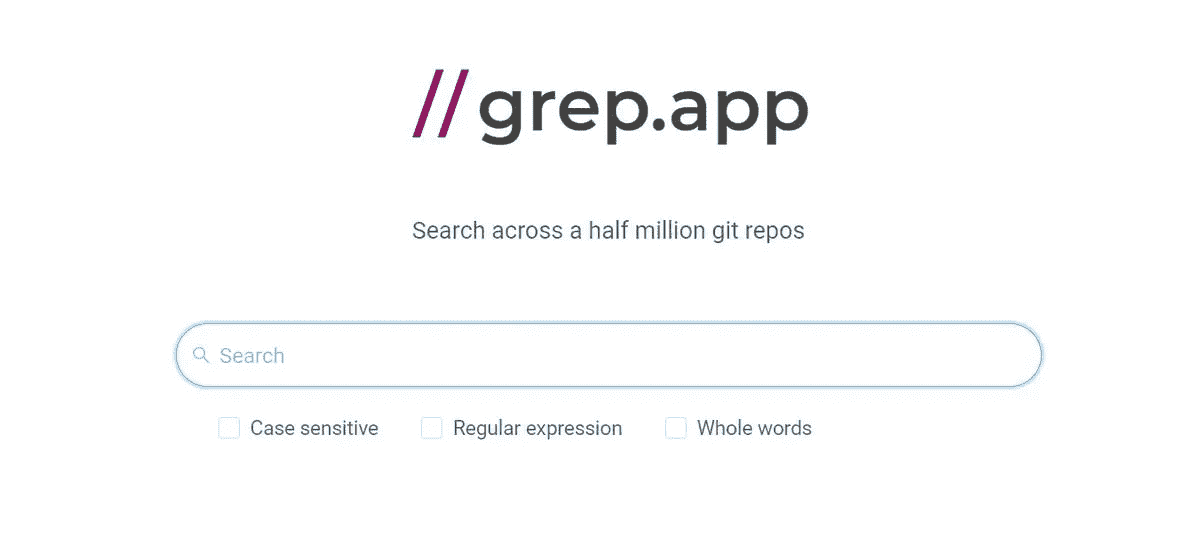 //grep.app
Search across a half million git repos
Search
Case sensitive Regular expression Whole words